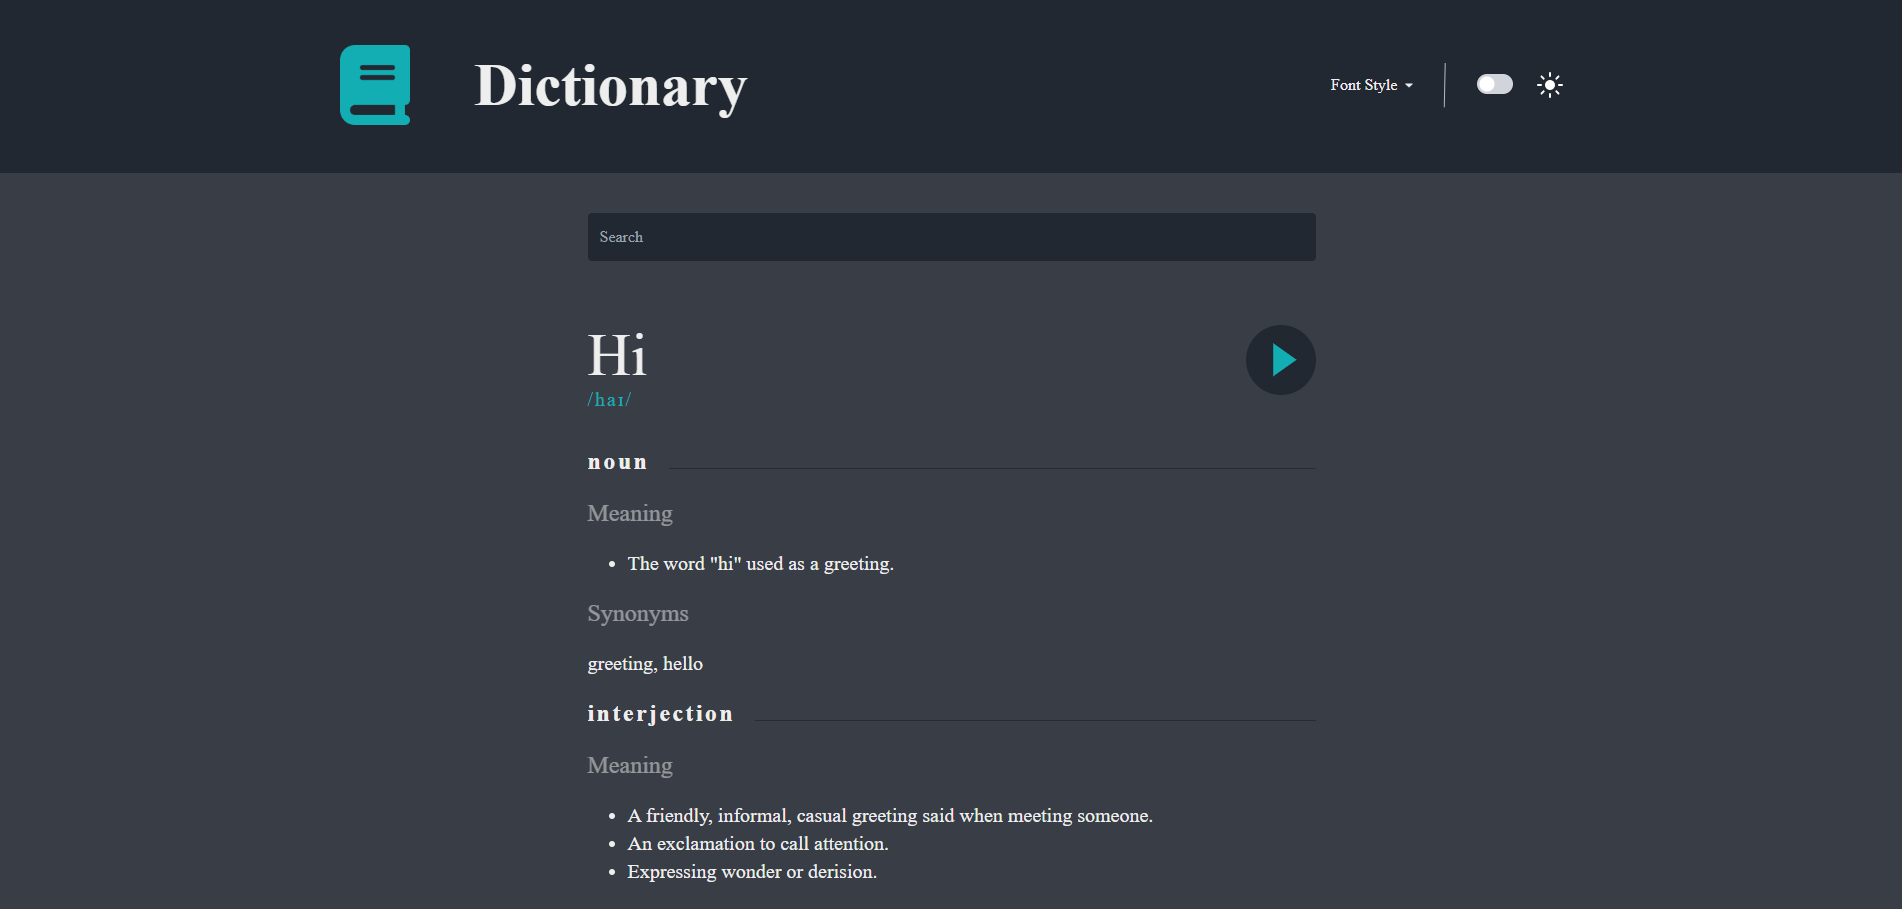 Dictionary
Font Style
Search
Hi
/haɪ/
noun
Meaning
The word "hi" used as a greeting.
Synonyms
greeting, hello
interjection
Meaning
A friendly, informal, casual greeting said when meeting someone.
An exclamation to call attention.
Expressing wonder or derision.